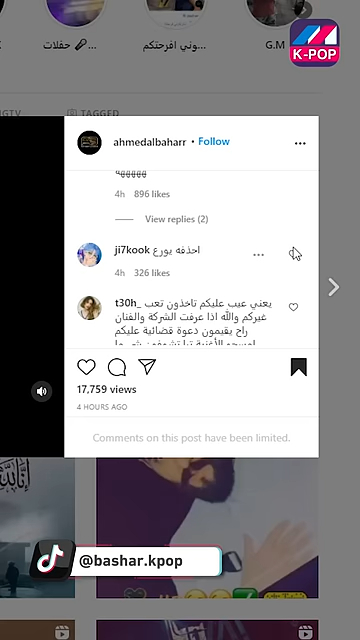 K-POP
حفلات
...وني افرحتكم
G.M
GTV
TAGGED
ahmedalbaharr • Follow
ههههههه
4h 896 likes
View replies (2)
ji7kook احذفه يورع
4h 326 likes
t30h_ يعني عيب عليكم تاخذون تعب
غيركم والله اذا عرفت الشركة والفنان
راح يقيمون دعوة قضائية عليكم
17,759 views
4 HOURS AGO
Comments on this post have been limited.
@bashar.kpop